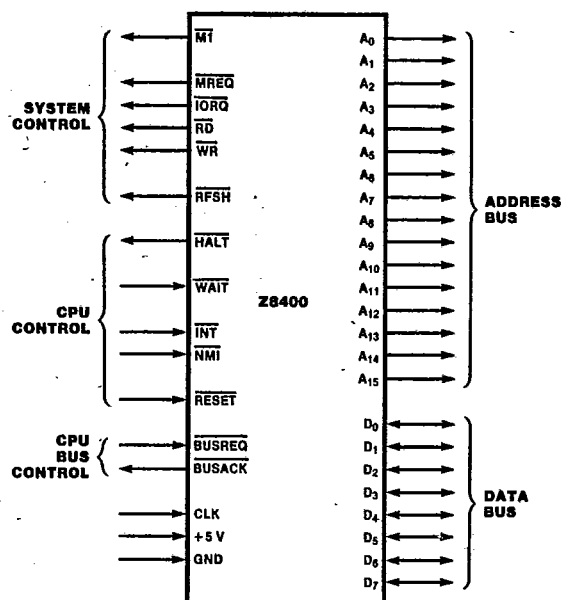 SYSTEM
CONTROL
M1
MREQ
IORQ
RD
WR
RFSH
CPU
CONTROL
HALT
WAIT
INT
NMI
RESET
CPU
BUS
CONTROL
BUSREQ
BUSACK
CLK
+5 V
GND
Z8400
A0
A1
A2
A3
A4
A5
A6
A7
A8
A9
A10
A11
A12
A13
A14
A15
ADDRESS
BUS
D0
D1
D2
D3
D4
D5
D6
D7
DATA
BUS